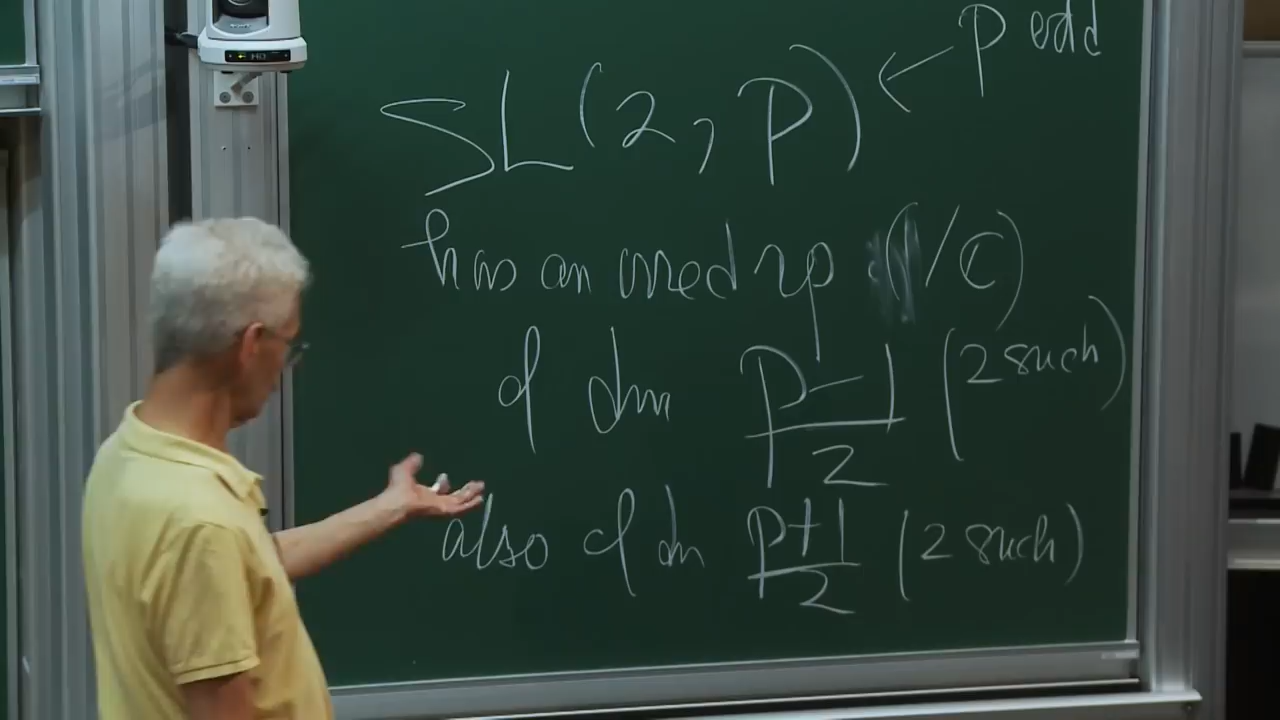 SL(2, p) ← p odd
has an irred rep (/ℂ)
of dim p-1/2 (2 such)
also of dim p+1/2 (2 such)